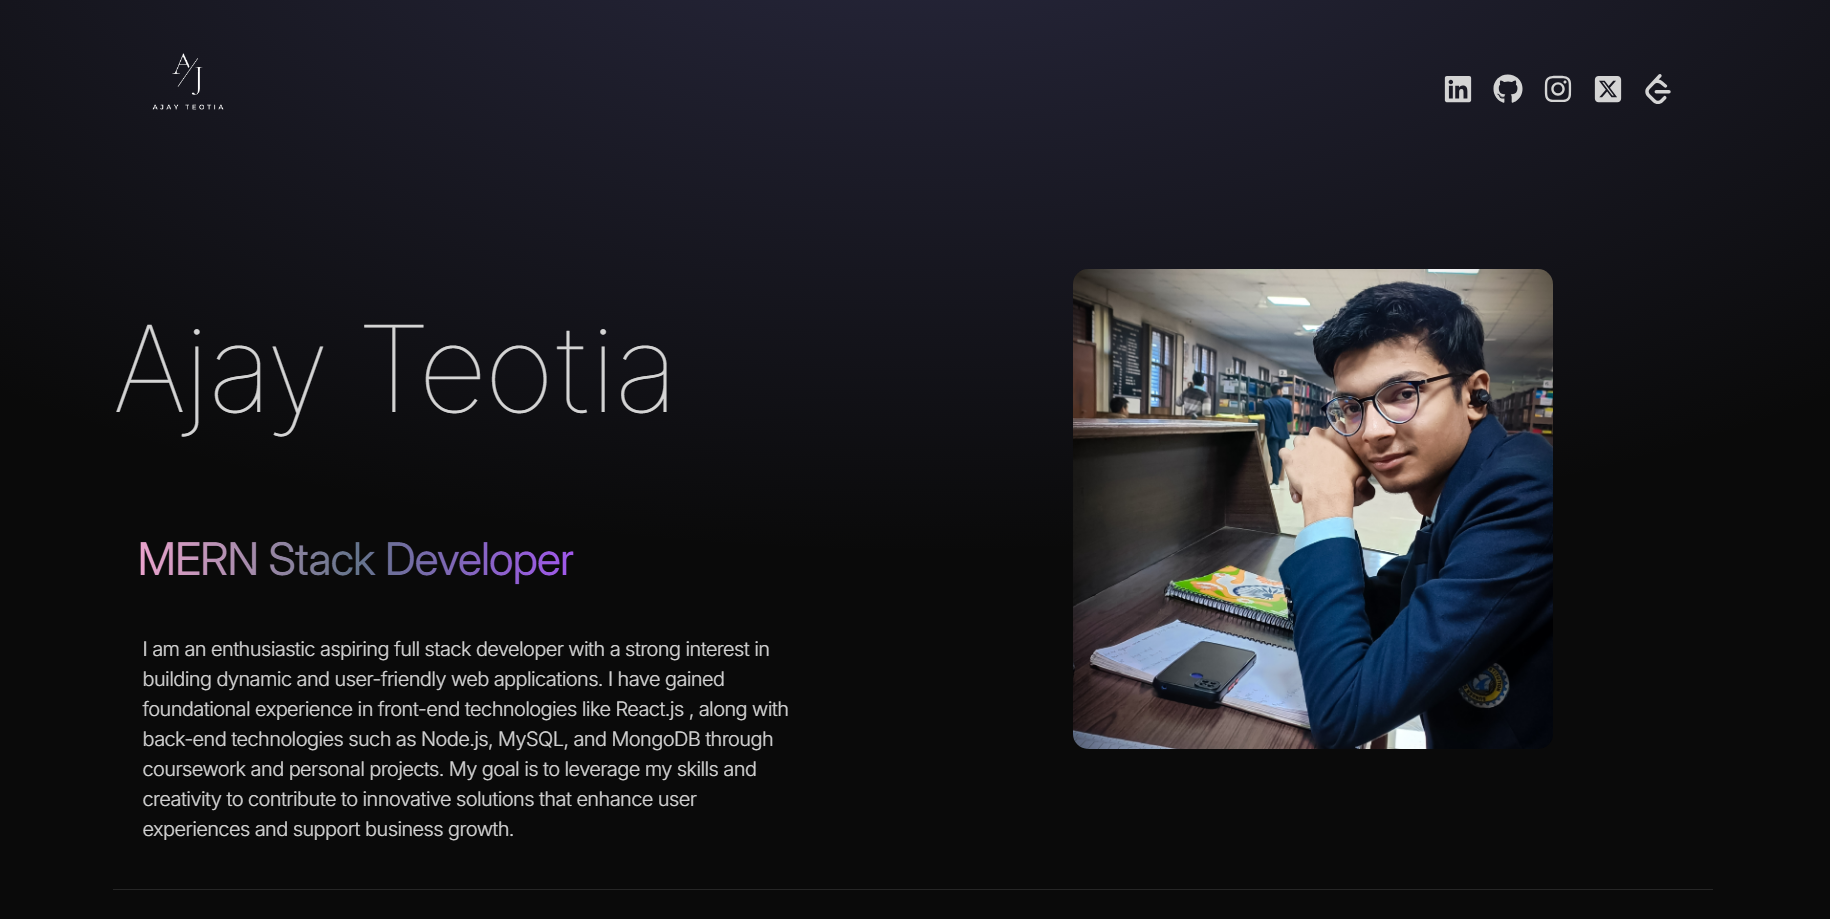 A/J
AJAY TEOTIA
in
X
Ajay Teotia
MERN Stack Developer
I am an enthusiastic aspiring full stack developer with a strong interest in
building dynamic and user-friendly web applications. I have gained
foundational experience in front-end technologies like React.js , along with
back-end technologies such as Node.js, MySQL, and MongoDB through
coursework and personal projects. My goal is to leverage my skills and
creativity to contribute to innovative solutions that enhance user
experiences and support business growth.